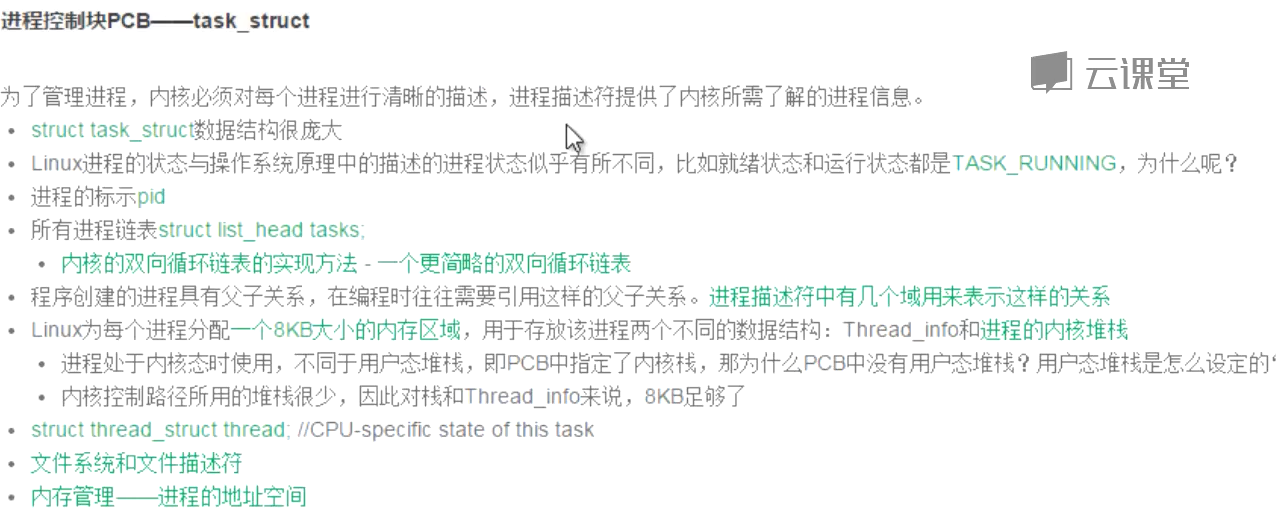 进程控制块PCB——task_struct
云课堂
为了管理进程，内核必须对每个进程进行清晰的描述，进程描述符提供了内核所需了解的进程信息。
• struct task_struct数据结构很庞大
• Linux进程的状态与操作系统原理中的描述的进程状态似乎有所不同，比如就绪状态和运行状态都是TASK_RUNNING，为什么呢？
• 进程的标示pid
• 所有进程链表struct list_head tasks;
• 内核的双向循环链表的实现方法 - 一个更简略的双向循环链表
• 程序创建的进程具有父子关系，在编程时往往需要引用这样的父子关系。进程描述符中有几个域用来表示这样的关系
• Linux为每个进程分配一个8KB大小的内存区域，用于存放该进程两个不同的数据结构：Thread_info和进程的内核堆栈
• 进程处于内核态时使用，不同于用户态堆栈，即PCB中指定了内核栈，那为什么PCB中没有用户态堆栈？用户态堆栈是怎么设定的
• 内核控制路径所用的堆栈很少，因此对栈和Thread_info来说，8KB足够了
• struct thread_struct thread; //CPU-specific state of this task
• 文件系统和文件描述符
• 内存管理——进程的地址空间